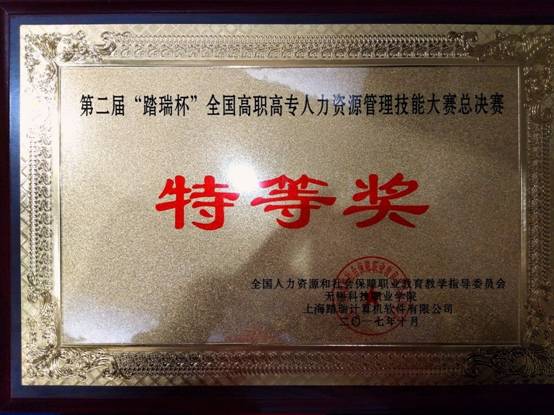 第二届“踏瑞杯”全国高职高专人力资源管理技能大赛总决赛
特等奖
全国人力资源和社会保障职业教育教学指导委员会
无锡科技职业学院
上海踏瑞计算机软件有限公司
二〇一七年十月